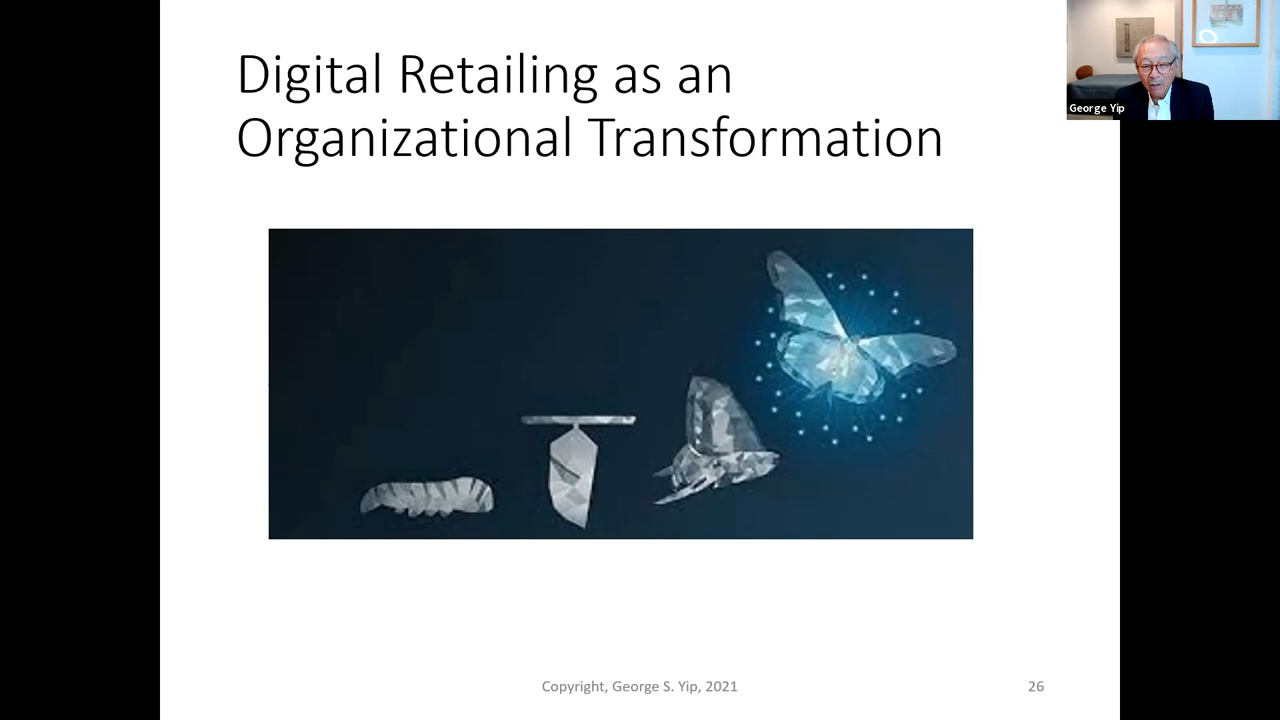 Digital Retailing as an
Organizational Transformation
George Yip
Copyright, George S. Yip, 2021
26